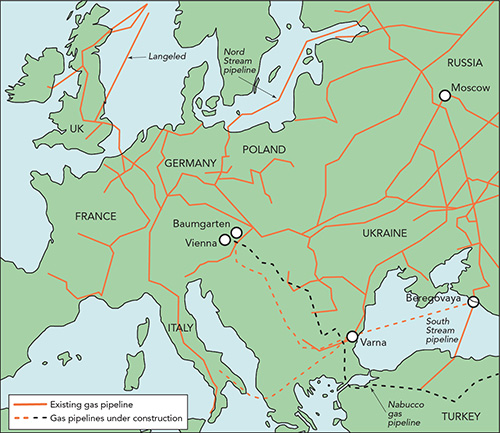 Langeled
Nord
Stream
pipeline
RUSSIA
Moscow
UK
POLAND
GERMANY
FRANCE
Baumgarten
Vienna
UKRAINE
Beregovaya
South
Stream
pipeline
ITALY
Varna
Existing gas pipeline
Gas pipelines under construction
Nabucco
gas
pipeline
TURKEY